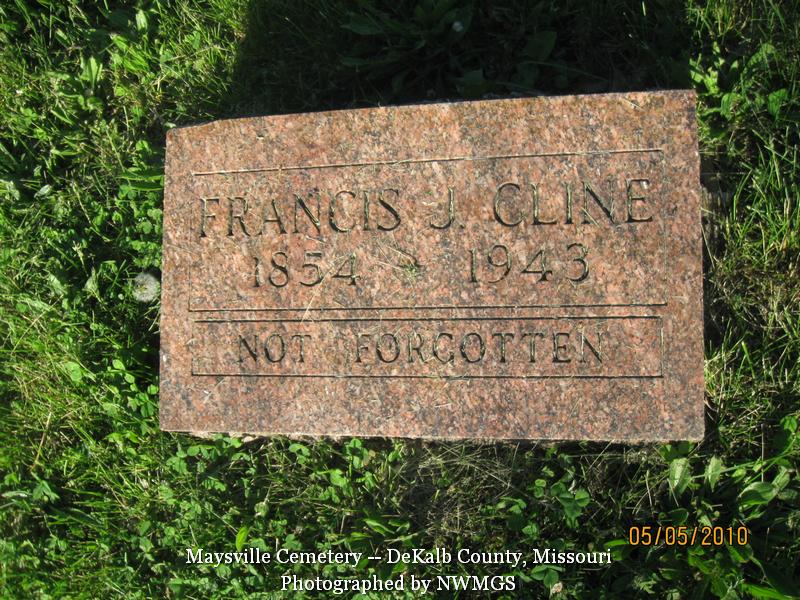 FRANCIS J. CLINE
1854 - 1943
NOT FORGOTTEN
05/05/2010
Maysville Cemetery -- DeKalb County, Missouri
Photographed by NWMGS